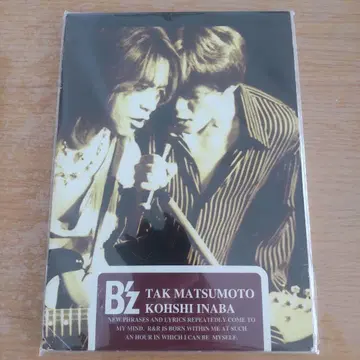 B'z
TAK MATSUMOTO
KOHSHI INABA
NEW PHRASES AND LYRICS REPEATEDLY COME TO
MY MIND. R&R IS BORN WITHIN ME AT SUCH
AN HOUR IN WHICH I CAN BE MYSELF.